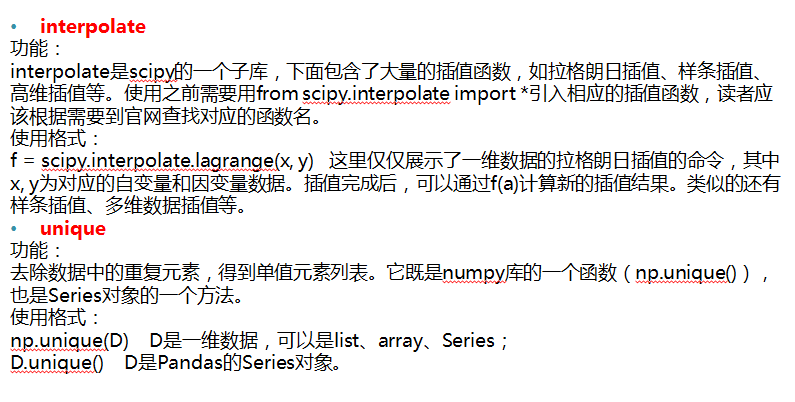 • interpolate
功能：
interpolate是scipy的一个子库，下面包含了大量的插值函数，如拉格朗日插值、样条插值、
高维插值等。使用之前需要用from scipy.interpolate import *引入相应的插值函数，读者应
该根据需要到官网查找对应的函数名。
使用格式：
f = scipy.interpolate.lagrange(x, y) 这里仅仅展示了一维数据的拉格朗日插值的命令，其中
x, y为对应的自变量和因变量数据。插值完成后，可以通过f(a)计算新的插值结果。类似的还有
样条插值、多维数据插值等。
• unique
功能：
去除数据中的重复元素，得到单值元素列表。它既是numpy库的一个函数（np.unique()），
也是Series对象的一个方法。
使用格式：
np.unique(D) D是一维数据，可以是list、array、Series；
D.unique() D是Pandas的Series对象。